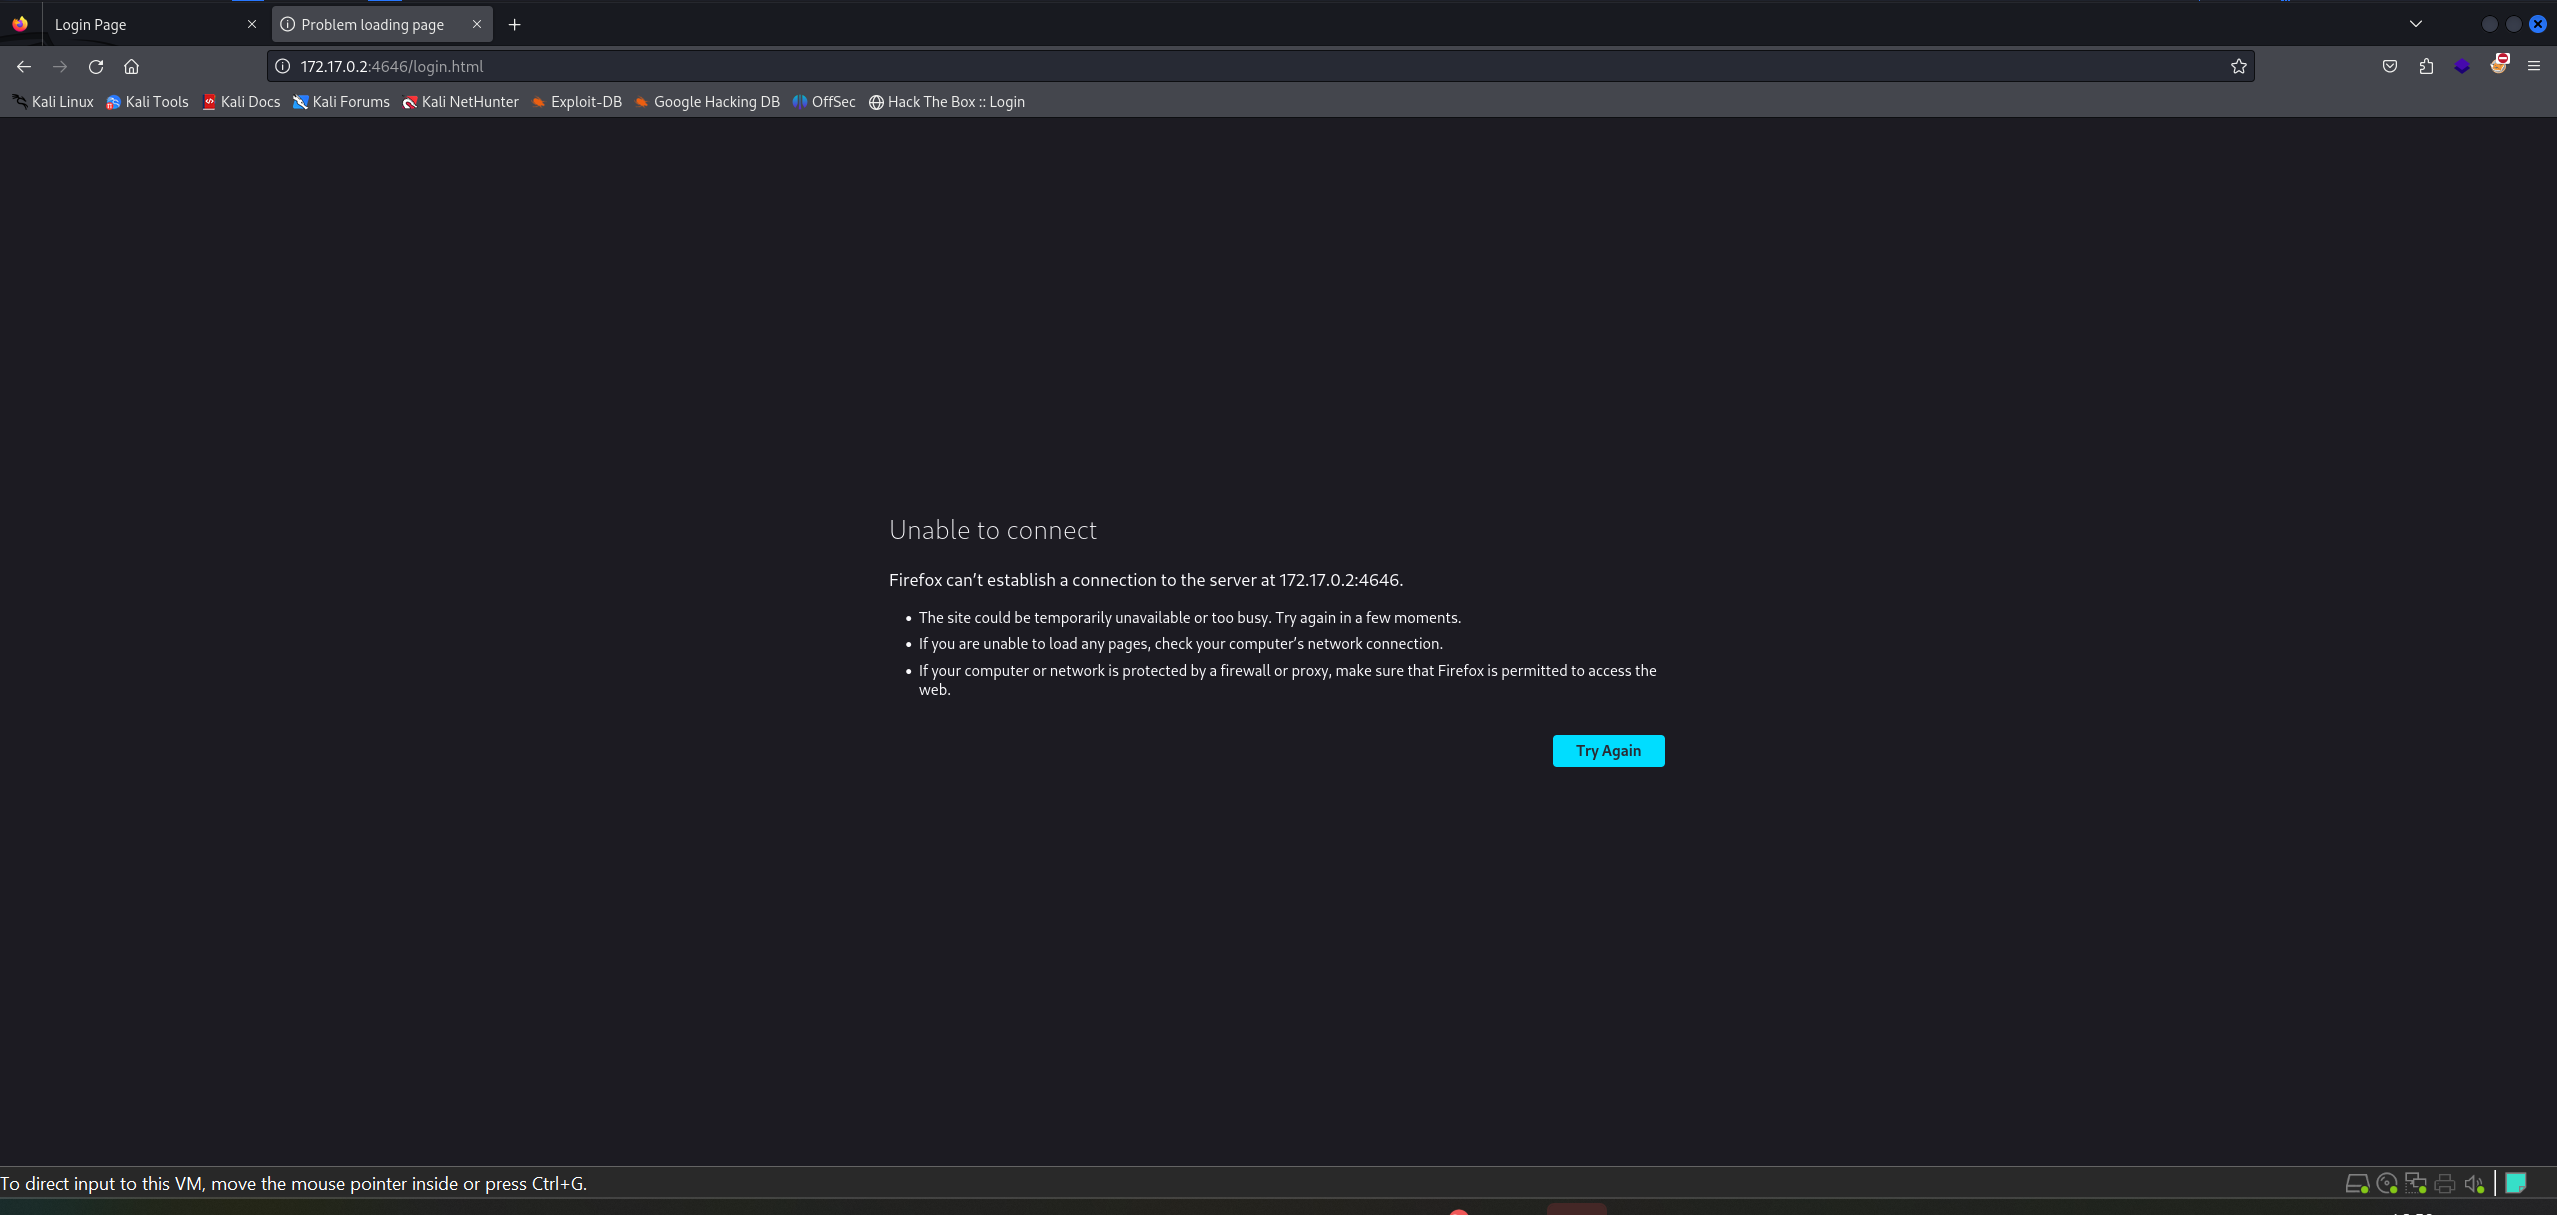 Login Page
Problem loading page
172.17.0.2:4646/login.html
Kali Linux Kali Tools Kali Docs Kali Forums Kali NetHunter Exploit-DB Google Hacking DB OffSec Hack The Box :: Login
Unable to connect
Firefox can’t establish a connection to the server at 172.17.0.2:4646.
• The site could be temporarily unavailable or too busy. Try again in a few moments.
• If you are unable to load any pages, check your computer’s network connection.
• If your computer or network is protected by a firewall or proxy, make sure that Firefox is permitted to access the
web.
Try Again
To direct input to this VM, move the mouse pointer inside or press Ctrl+G.